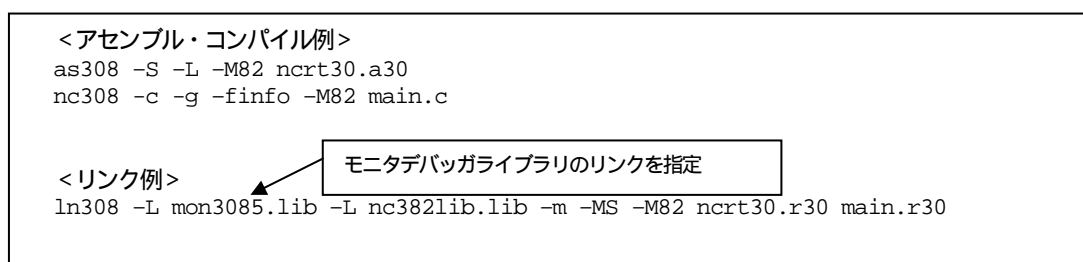 <アセンブル・コンパイル例>
as308 –S –L –M82 ncrt30.a30
nc308 -c -g -finfo –M82 main.c
モニタデバッガライブラリのリンクを指定
<リンク例>
ln308 –L mon3085.lib –L nc382lib.lib –m –MS –M82 ncrt30.r30 main.r30